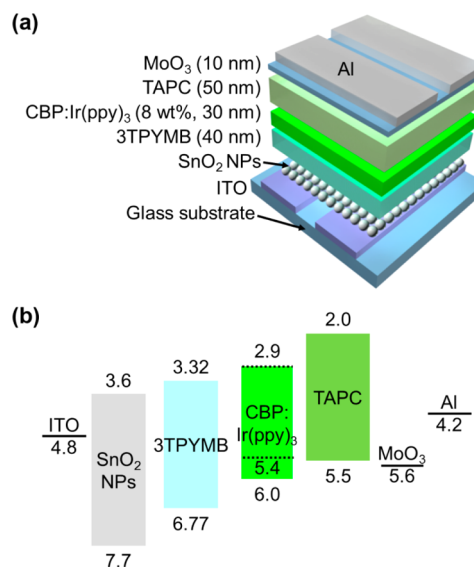 (a)
MoO₃ (10 nm)
TAPC (50 nm)
CBP:Ir(ppy)₃ (8 wt%, 30 nm)
3TPYMB (40 nm)
SnO₂ NPs
ITO
Glass substrate
Al
(b)
ITO
4.8
3.6
SnO₂
NPs
7.7
3.32
3TPYMB
6.77
2.9
CBP:
Ir(ppy)₃
5.4
6.0
2.0
TAPC
5.5
MoO₃
5.6
Al
4.2